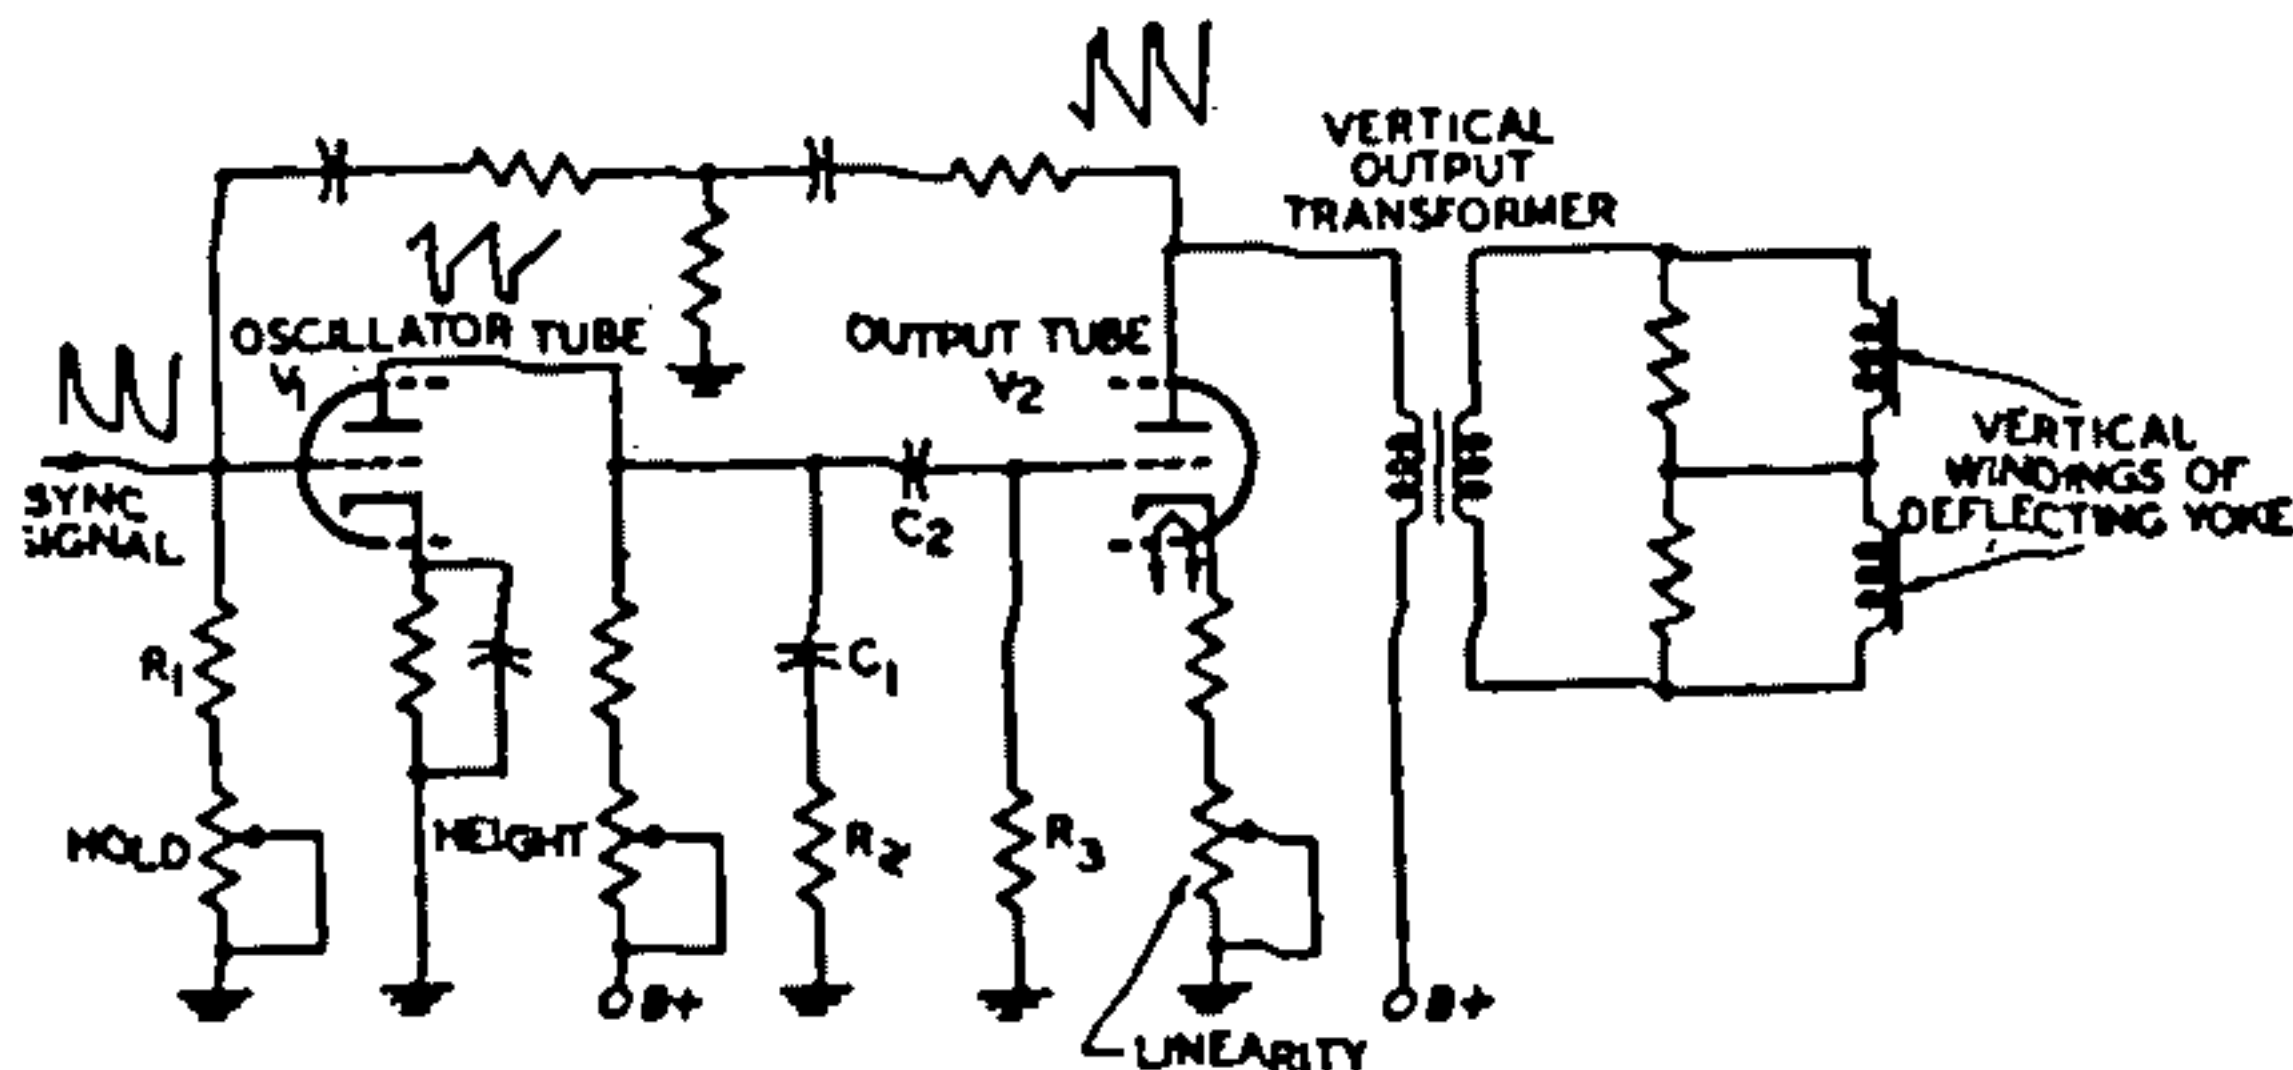 VERTICAL
OUTPUT
TRANSFORMER
OSCILLATOR TUBE
V1
OUTPUT TUBE
V2
SYNC
SIGNAL
C2
VERTICAL
WINDINGS OF
DEFLECTING YOKE
R1
C1
HOLD
HEIGHT
R2
R3
B+
B+
LINEARITY